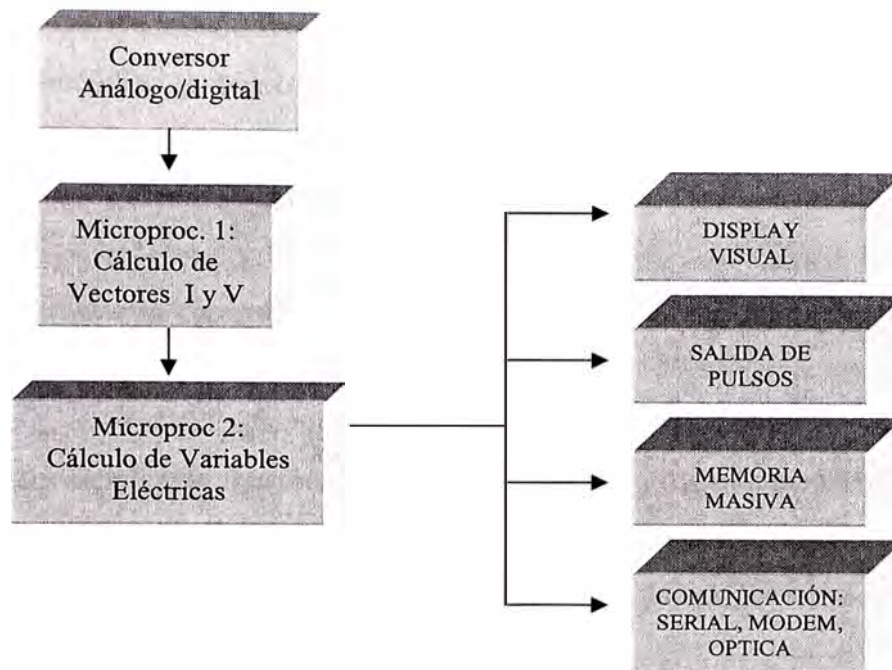 Conversor
Análogo/digital
Microproc. 1:
Cálculo de
Vectores I y V
Microproc 2:
Cálculo de Variables
Eléctricas
DISPLAY
VISUAL
SALIDA DE
PULSOS
MEMORIA
MASIVA
COMUNICACIÓN:
SERIAL, MODEM,
OPTICA